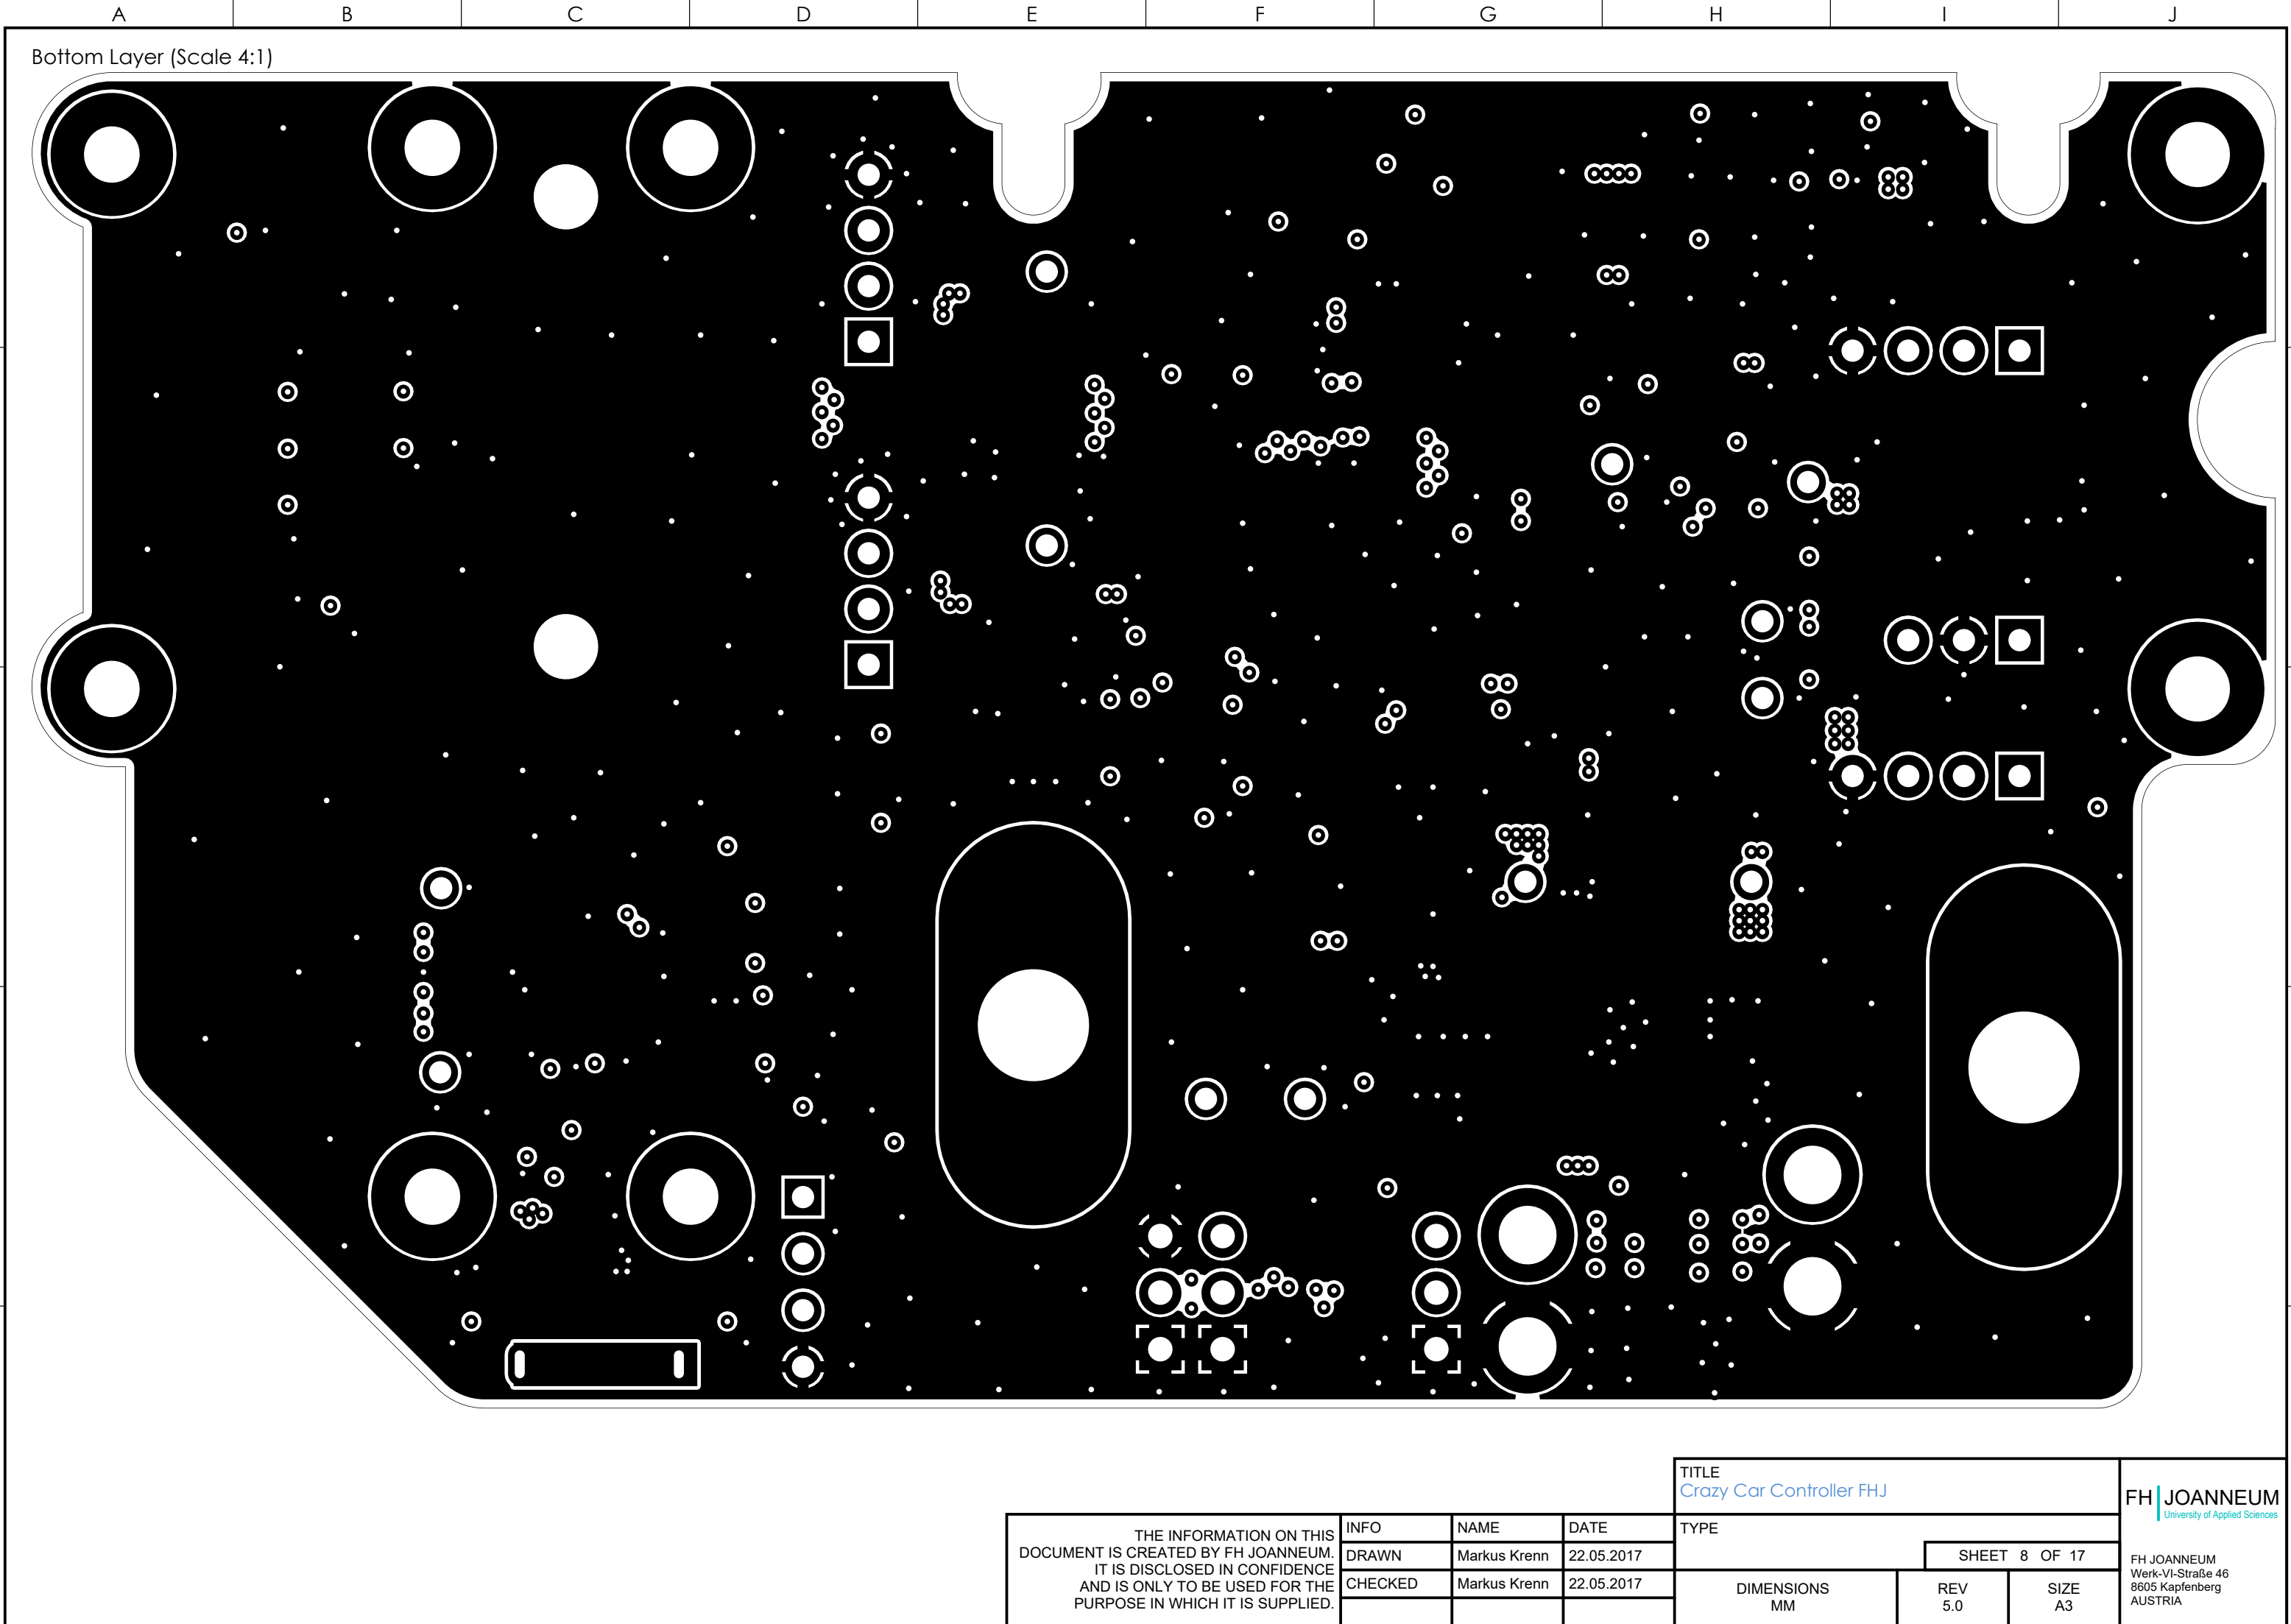 A B C D E F G H I J
Bottom Layer (Scale 4:1)
TITLE
Crazy Car Controller FHJ
FH JOANNEUM
University of Applied Sciences
THE INFORMATION ON THIS
DOCUMENT IS CREATED BY FH JOANNEUM.
IT IS DISCLOSED IN CONFIDENCE
AND IS ONLY TO BE USED FOR THE
PURPOSE IN WHICH IT IS SUPPLIED.
INFO NAME DATE
DRAWN Markus Krenn 22.05.2017
CHECKED Markus Krenn 22.05.2017
TYPE
SHEET 8 OF 17
DIMENSIONS
MM
REV
5.0
SIZE
A3
FH JOANNEUM
Werk-VI-Straße 46
8605 Kapfenberg
AUSTRIA